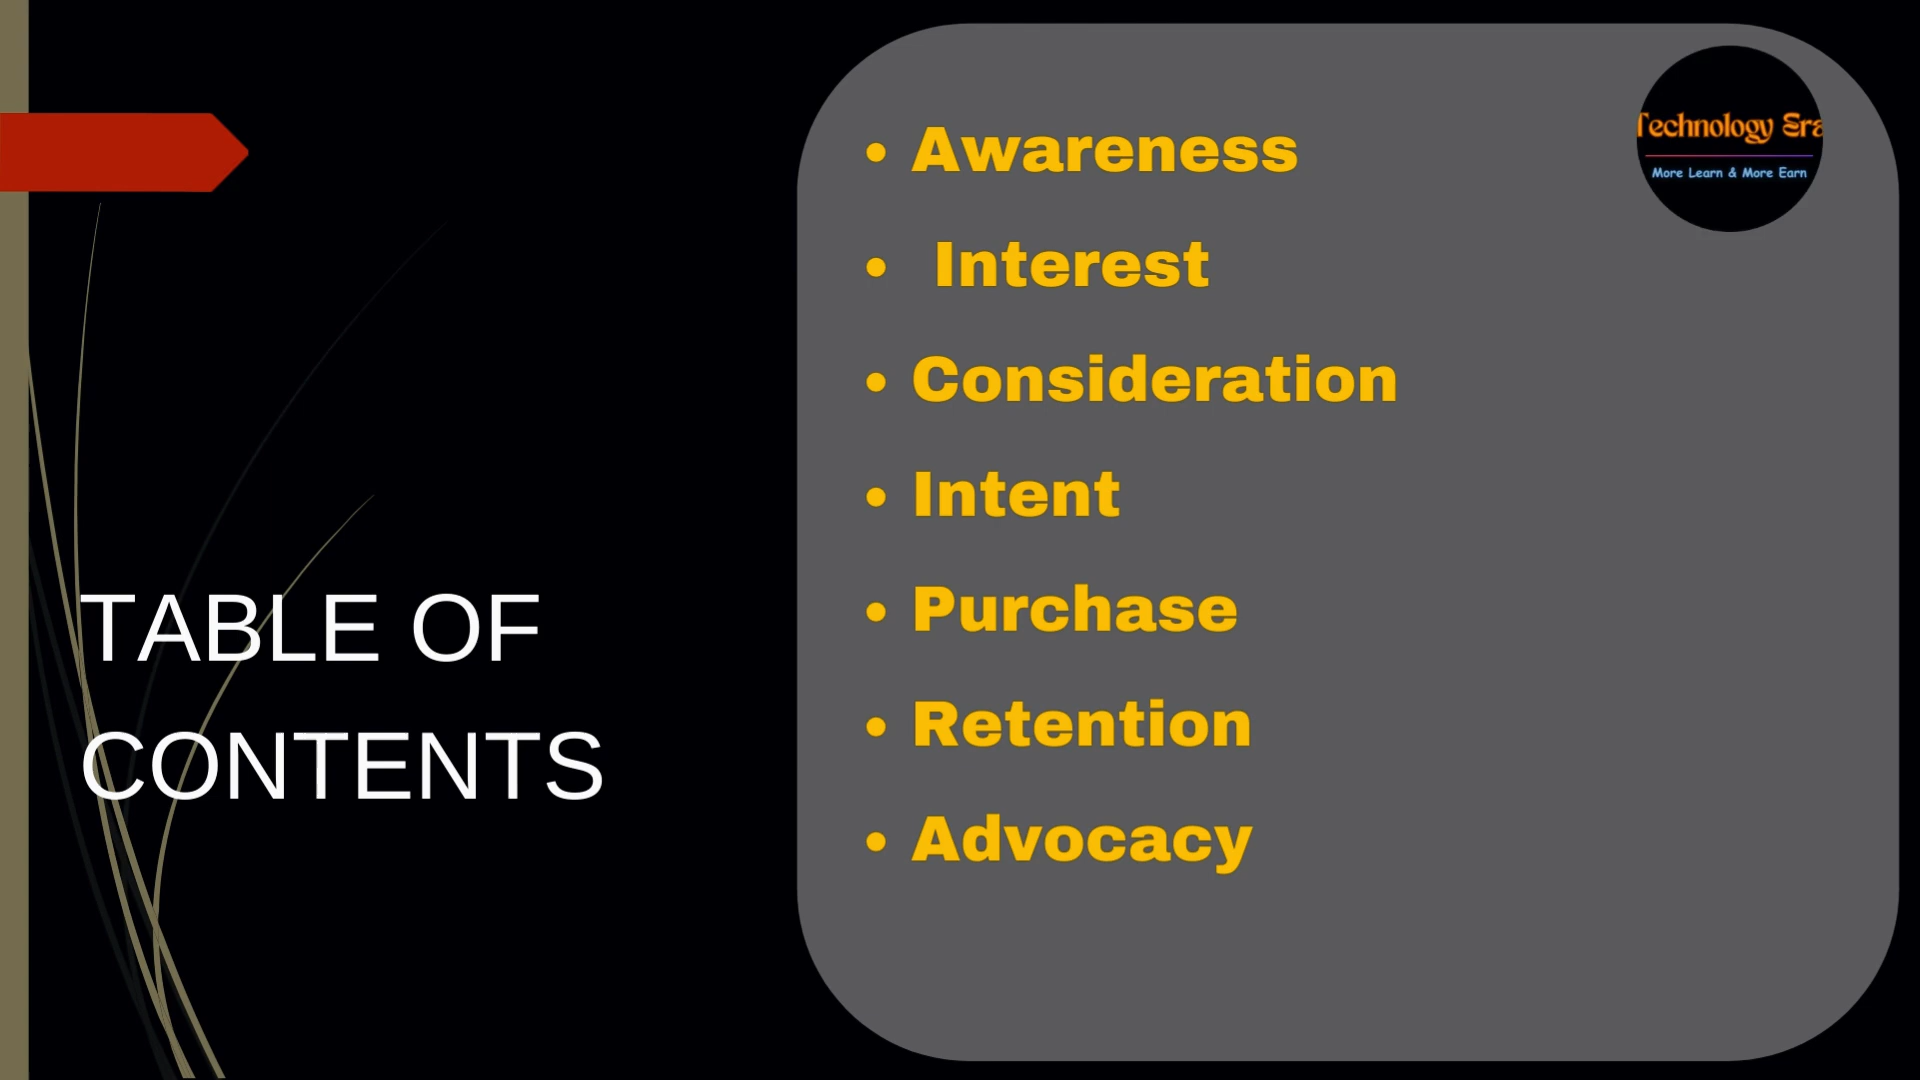 TABLE OF
CONTENTS
• Awareness
• Interest
• Consideration
• Intent
• Purchase
• Retention
• Advocacy
Technology Era
More Learn & More Earn